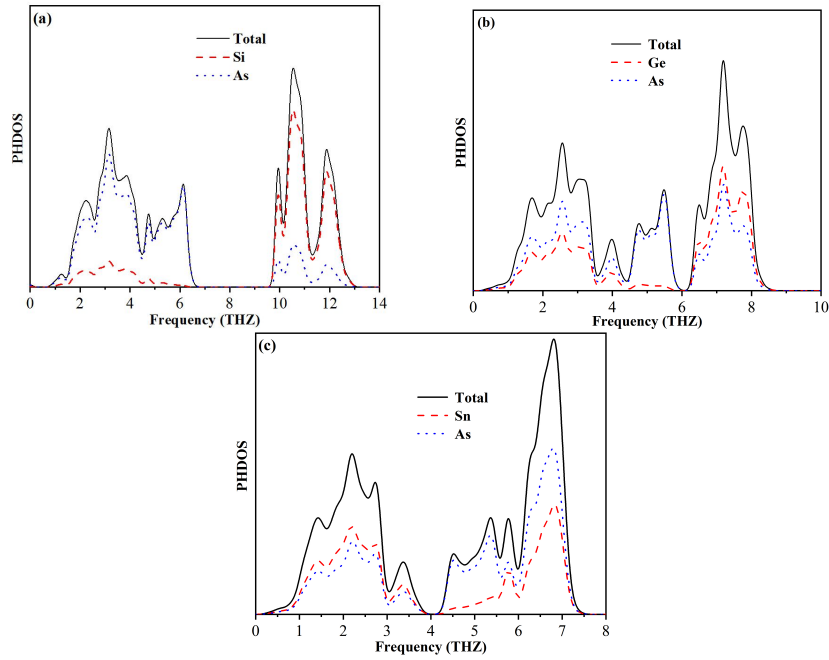 (a)
Total
Si
As
PHDOS
0 2 4 6 8 10 12 14
Frequency (THZ)
(b)
Total
Ge
As
PHDOS
0 2 4 6 8 10
Frequency (THZ)
(c)
Total
Sn
As
PHDOS
0 1 2 3 4 5 6 7 8
Frequency (THZ)